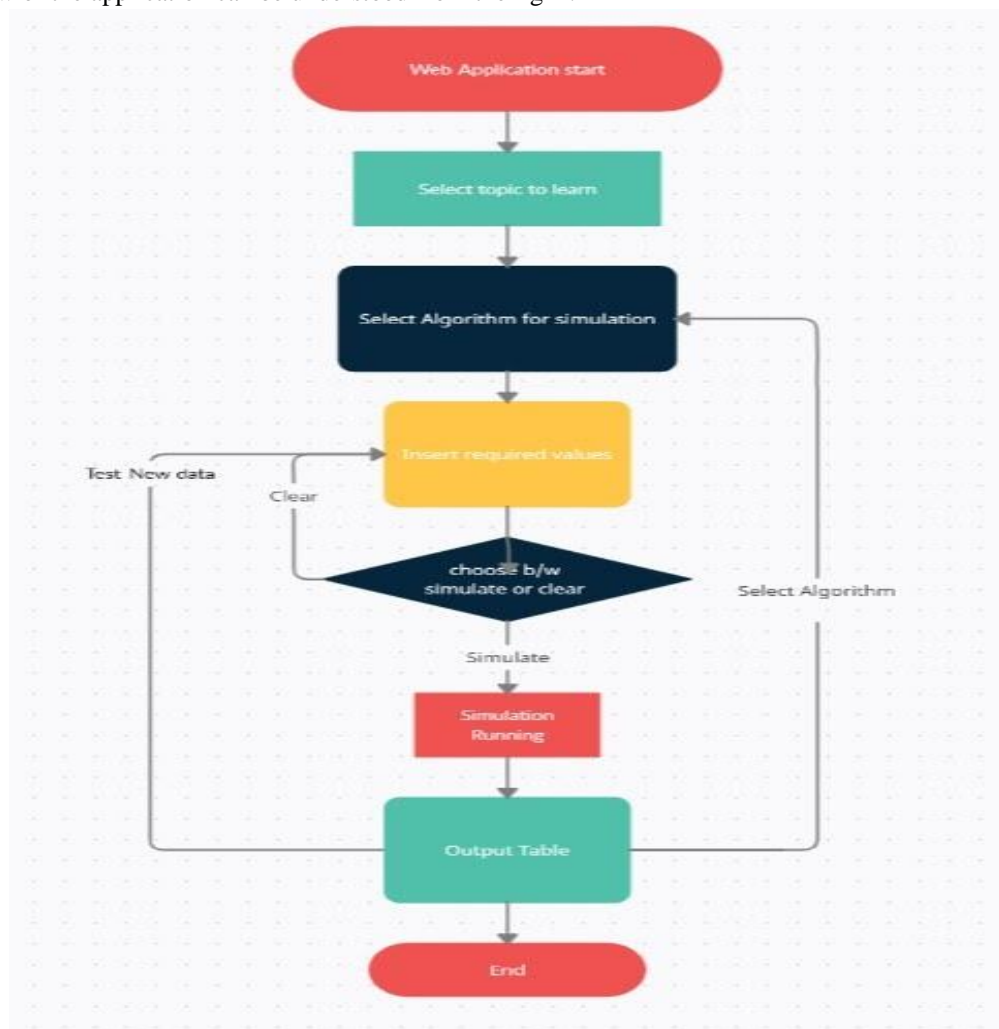 Web Application start
Select topic to learn
Select Algorithm for simulation
Insert required values
Test New data
Clear
choose b/w
simulate or clear
Select Algorithm
Simulate
Simulation
Running
Output Table
End